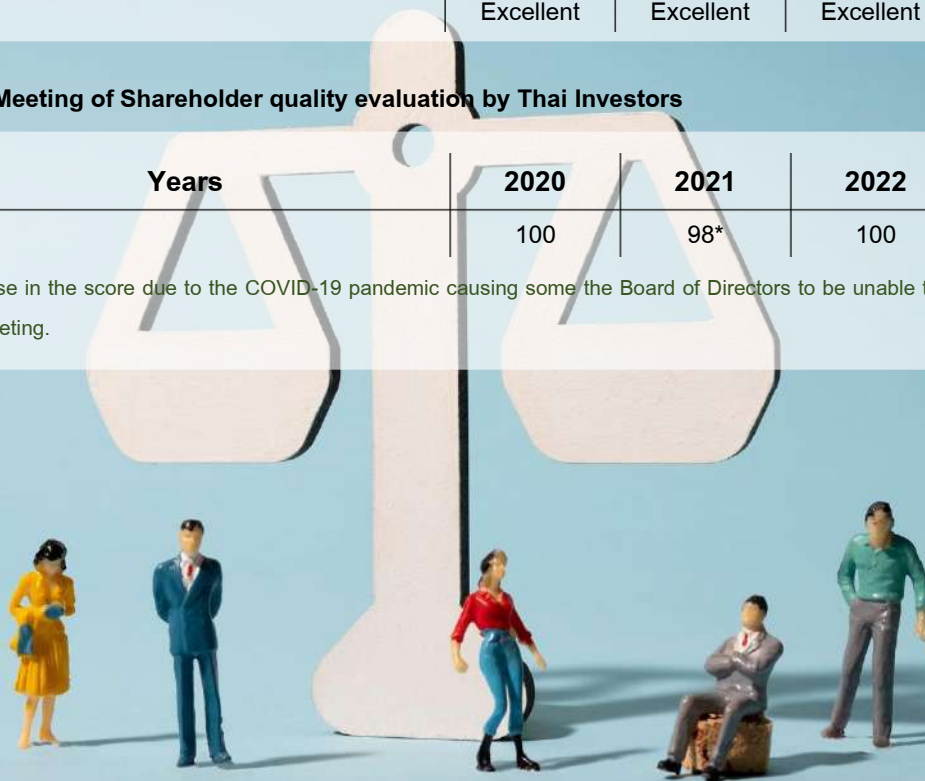 Excellent Excellent Excellent
Meeting of Shareholder quality evaluation by Thai Investors
Years 2020 2021 2022
100 98* 100
se in the score due to the COVID-19 pandemic causing some the Board of Directors to be unable
eting.